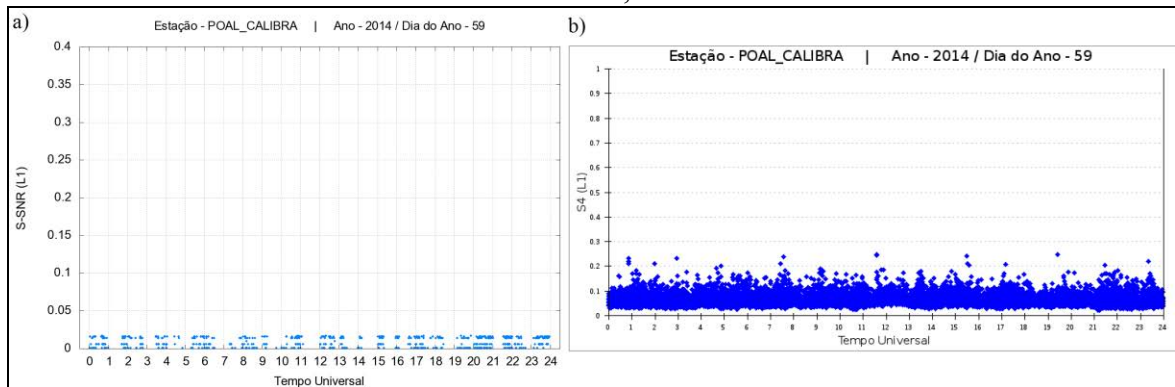 a)
Estação - POAL_CALIBRA | Ano - 2014 / Dia do Ano - 59
0.4
0.35
0.3
0.25
0.2
0.15
0.1
0.05
0
S-SNR (L1)
0 1 2 3 4 5 6 7 8 9 10 11 12 13 14 15 16 17 18 19 20 21 22 23 24
Tempo Universal
b)
Estação - POAL_CALIBRA | Ano - 2014 / Dia do Ano - 59
1
0.9
0.8
0.7
0.6
0.5
0.4
0.3
0.2
0.1
0
S4 (L1)
0 1 2 3 4 5 6 7 8 9 10 11 12 13 14 15 16 17 18 19 20 21 22 23 24
Tempo Universal